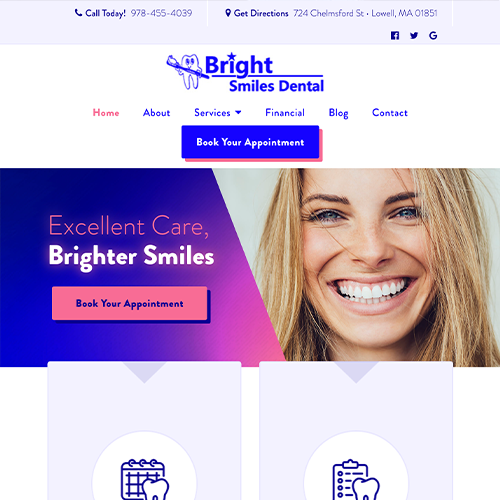 Call Today! 978-455-4039 Get Directions 724 Chelmsford St • Lowell, MA 01851
Bright
Smiles Dental
Home About Services Financial Blog Contact
Book Your Appointment
Excellent Care,
Brighter Smiles
Book Your Appointment